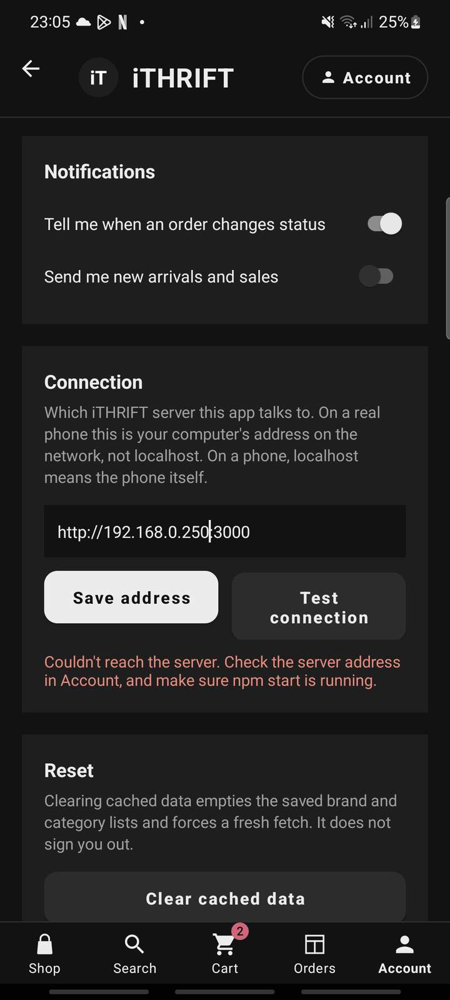 23:05
25%
iT
iTHRIFT
Account
Notifications
Tell me when an order changes status
Send me new arrivals and sales
Connection
Which iTHRIFT server this app talks to. On a real
phone this is your computer's address on the
network, not localhost. On a phone, localhost
means the phone itself.
http://192.168.0.250:3000
Save address
Test
connection
Couldn't reach the server. Check the server address
in Account, and make sure npm start is running.
Reset
Clearing cached data empties the saved brand and
category lists and forces a fresh fetch. It does not
sign you out.
Clear cached data
2
Shop
Search
Cart
Orders
Account